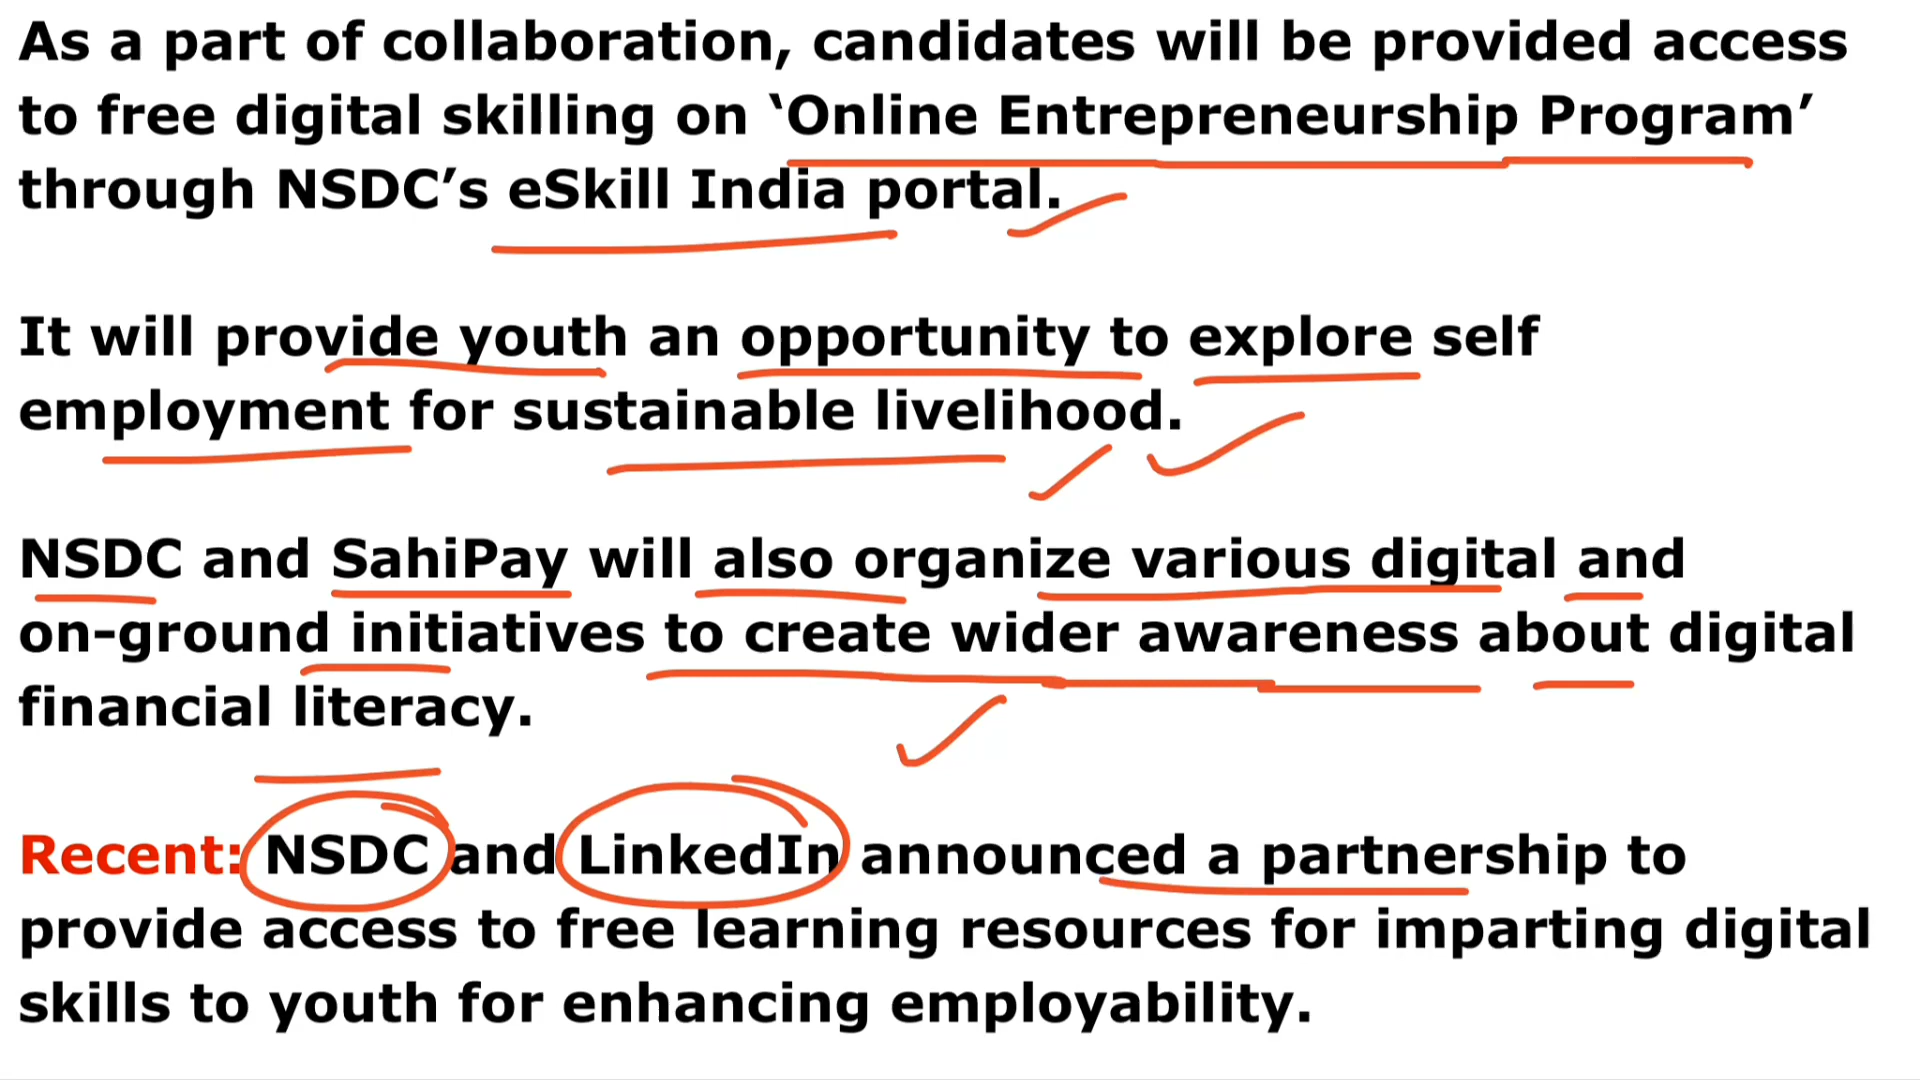 As a part of collaboration, candidates will be provided access
to free digital skilling on ‘Online Entrepreneurship Program’
through NSDC’s eSkill India portal.
It will provide youth an opportunity to explore self
employment for sustainable livelihood.
NSDC and SahiPay will also organize various digital and
on-ground initiatives to create wider awareness about digital
financial literacy.
Recent: NSDC and LinkedIn announced a partnership to
provide access to free learning resources for imparting digital
skills to youth for enhancing employability.